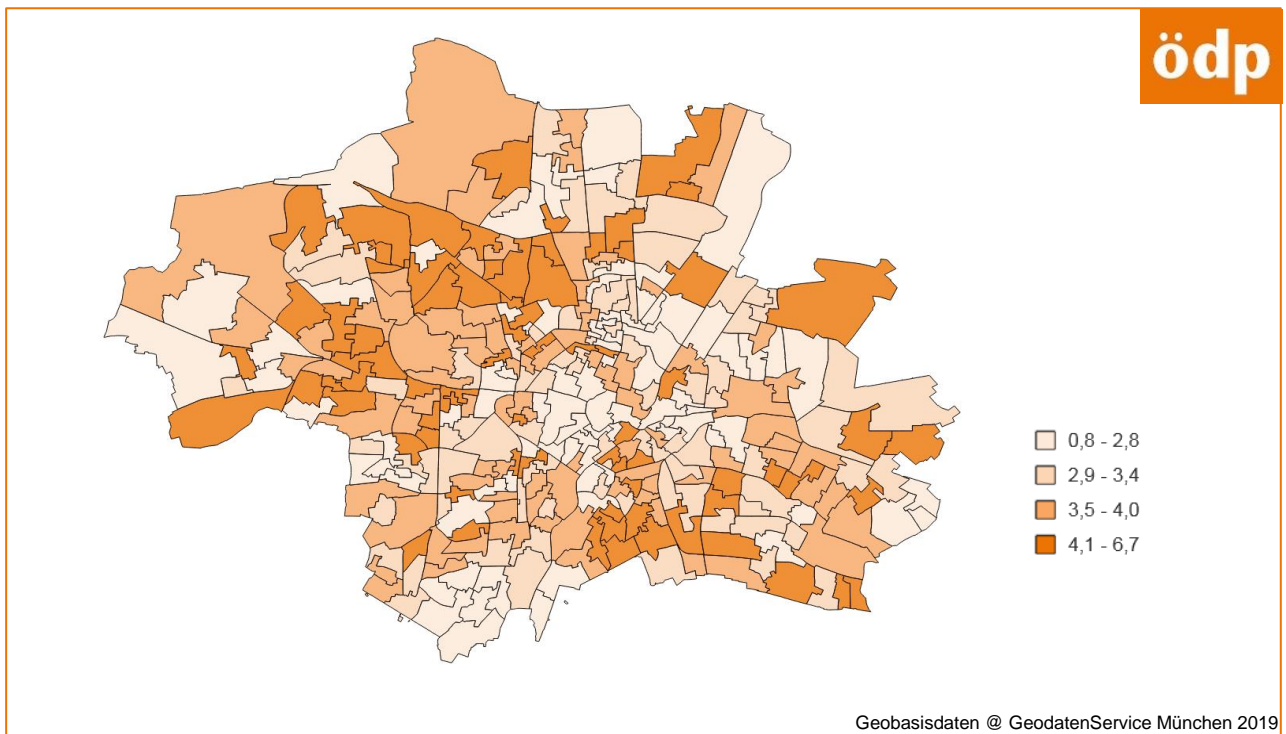 ödp
0,8 - 2,8
2,9 - 3,4
3,5 - 4,0
4,1 - 6,7
Geobasisdaten @ GeodatenService München 2019